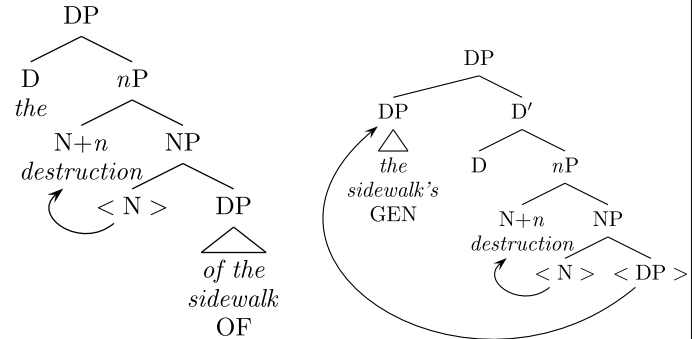 DP
D nP
the
N+n NP
destruction
< N > DP
of the
sidewalk
OF
DP
DP D′
the D nP
sidewalk's
GEN N+n NP
destruction
< N > < DP >